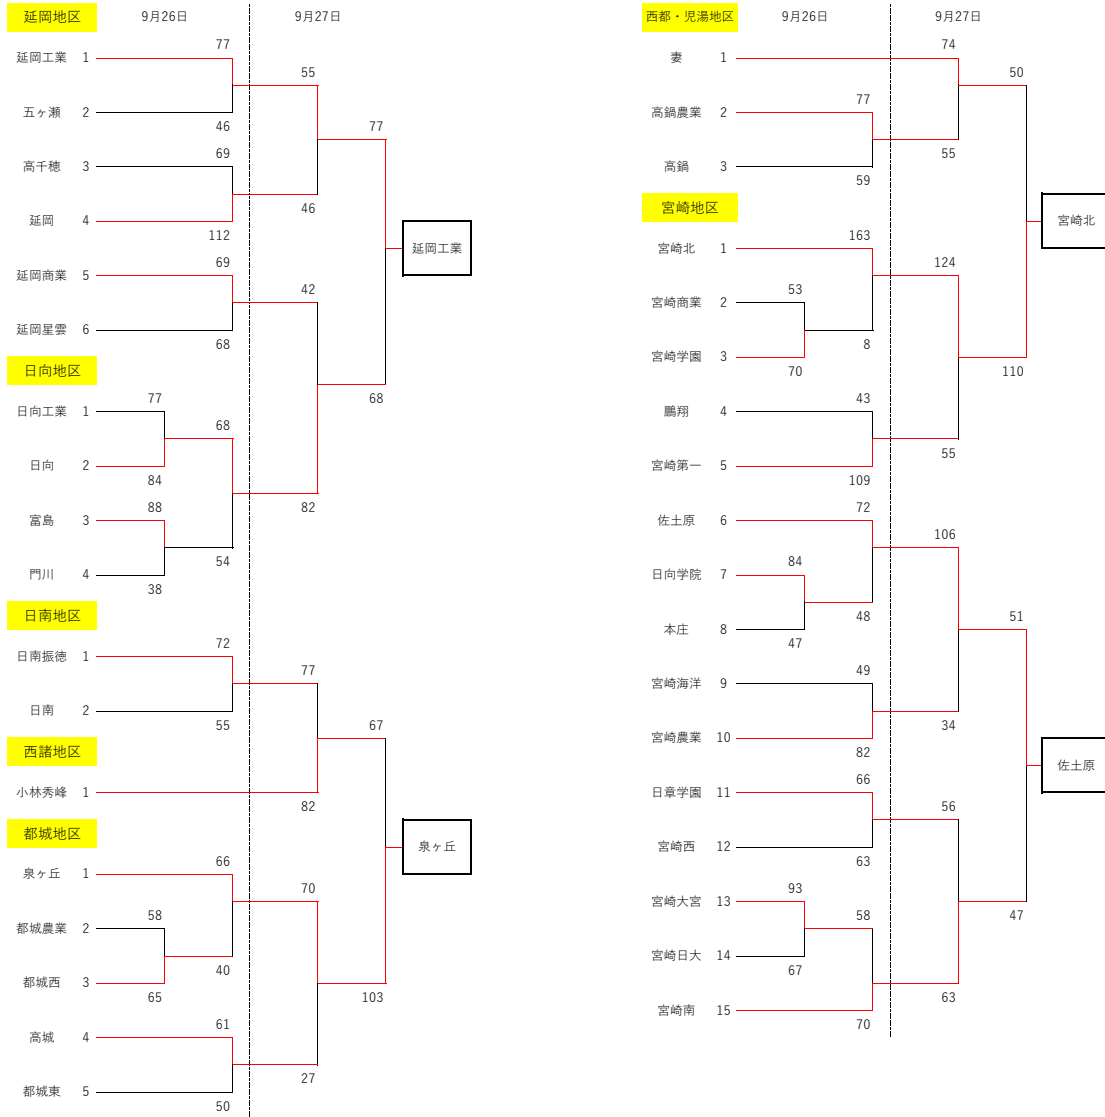 延岡地区 9月26日 9月27日
77
延岡工業 1
55
五ヶ瀬 2
46
77
69
高千穂 3
46
延岡 4
112
延岡工業
69
延岡商業 5
42
延岡星雲 6
68
日向地区
77
68
日向工業 1
68
日向 2
84
88
82
富島 3
54
門川 4
38
日南地区
72
日南振徳 1
77
日南 2
55
67
西諸地区
小林秀峰 1
82
都城地区
泉ヶ丘
66
泉ヶ丘 1
70
58
都城農業 2
40
都城西 3
65
103
61
高城 4
27
都城東 5
50
西都・児湯地区 9月26日 9月27日
74
妻 1
50
77
高鍋農業 2
55
高鍋 3
59
宮崎地区
宮崎北
163
宮崎北 1
124
53
宮崎商業 2
8
宮崎学園 3
70
110
43
鵬翔 4
55
宮崎第一 5
109
72
佐土原 6
106
84
日向学院 7
48
51
本庄 8
47
49
宮崎海洋 9
34
宮崎農業 10
82
佐土原
66
日章学園 11
56
宮崎西 12
63
93
58
47
宮崎大宮 13
宮崎日大 14
67
63
宮崎南 15
70